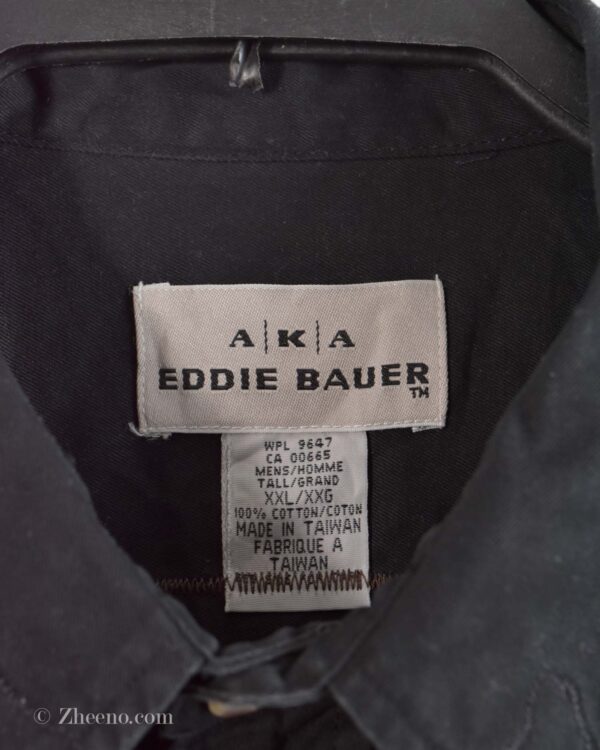 A|K|A
EDDIE BAUER
TM
WPL 9647
CA 00665
MENS/HOMME
TALL/GRAND
XXL/XXG
100% COTTON/COTON
MADE IN TAIWAN
FABRIQUE A
TAIWAN
© Zheeno.com